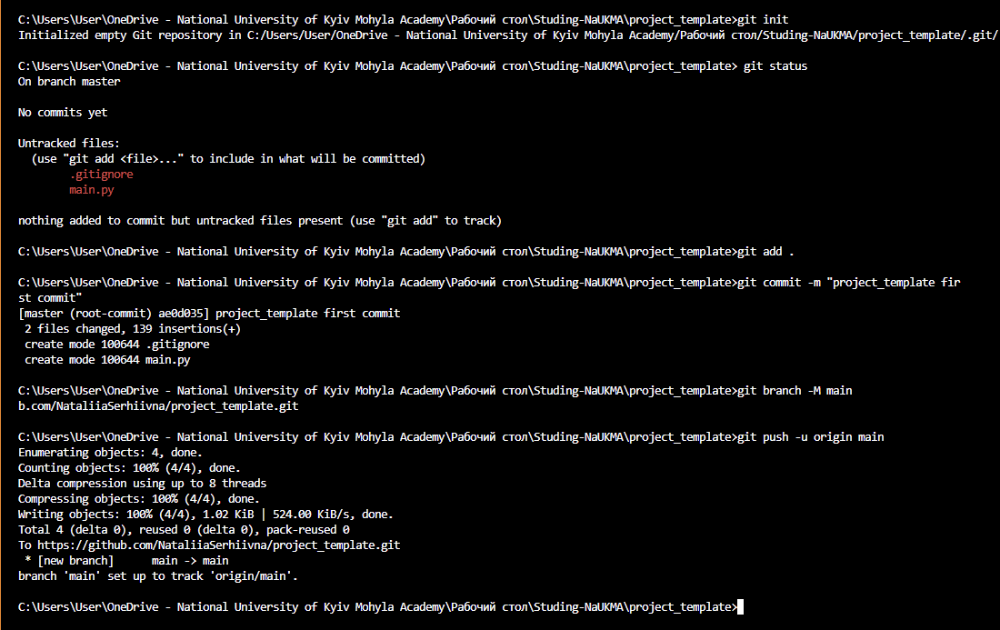 C:\Users\User\OneDrive - National University of Kyiv Mohyla Academy\Рабочий стол\Studing-NaUKMA\project_template>git init
Initialized empty Git repository in C:/Users/User/OneDrive - National University of Kyiv Mohyla Academy/Рабочий стол/Studing-NaUKMA/project_template/.git/
C:\Users\User\OneDrive - National University of Kyiv Mohyla Academy\Рабочий стол\Studing-NaUKMA\project_template> git status
On branch master
No commits yet
Untracked files:
  (use "git add <file>..." to include in what will be committed)
        .gitignore
        main.py
nothing added to commit but untracked files present (use "git add" to track)
C:\Users\User\OneDrive - National University of Kyiv Mohyla Academy\Рабочий стол\Studing-NaUKMA\project_template>git add .
C:\Users\User\OneDrive - National University of Kyiv Mohyla Academy\Рабочий стол\Studing-NaUKMA\project_template>git commit -m "project_template fir
st commit"
[master (root-commit) ae0d035] project_template first commit
 2 files changed, 139 insertions(+)
 create mode 100644 .gitignore
 create mode 100644 main.py
C:\Users\User\OneDrive - National University of Kyiv Mohyla Academy\Рабочий стол\Studing-NaUKMA\project_template>git branch -M main
b.com/NataliiaSerhiivna/project_template.git
C:\Users\User\OneDrive - National University of Kyiv Mohyla Academy\Рабочий стол\Studing-NaUKMA\project_template>git push -u origin main
Enumerating objects: 4, done.
Counting objects: 100% (4/4), done.
Delta compression using up to 8 threads
Compressing objects: 100% (4/4), done.
Writing objects: 100% (4/4), 1.02 KiB | 524.00 KiB/s, done.
Total 4 (delta 0), reused 0 (delta 0), pack-reused 0
To https://github.com/NataliiaSerhiivna/project_template.git
 * [new branch]      main -> main
branch 'main' set up to track 'origin/main'.
C:\Users\User\OneDrive - National University of Kyiv Mohyla Academy\Рабочий стол\Studing-NaUKMA\project_template>